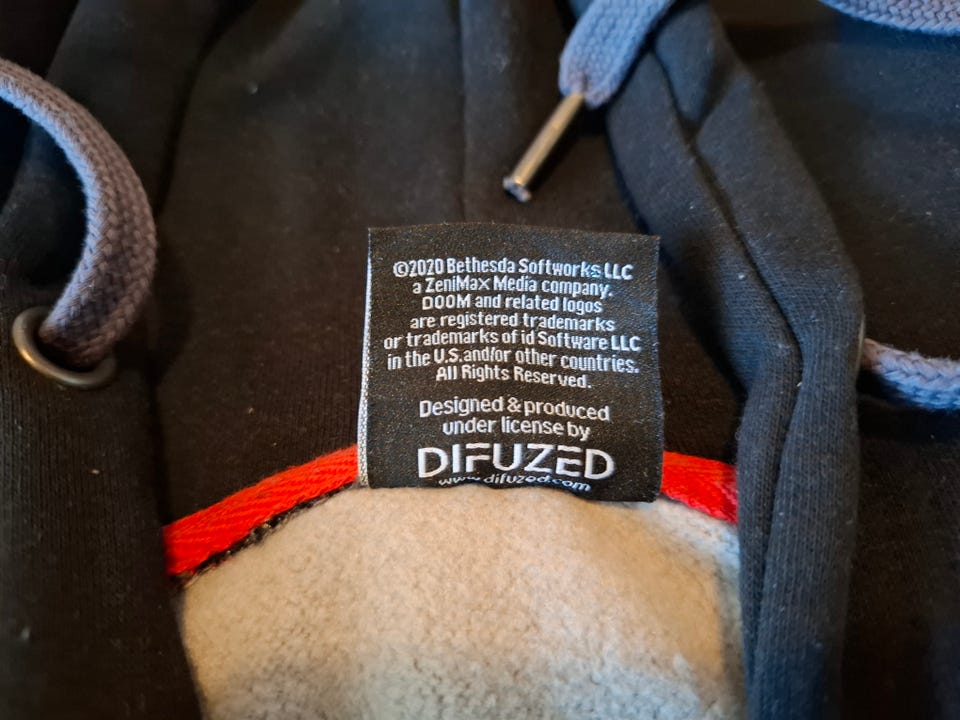 ©2020 Bethesda Softworks LLC
a ZeniMax Media company.
DOOM and related logos
are registered trademarks
or trademarks of id Software LLC
in the U.S.and/or other countries.
All Rights Reserved.
Designed & produced
under license by
DIFUZED
www.difuzed.com